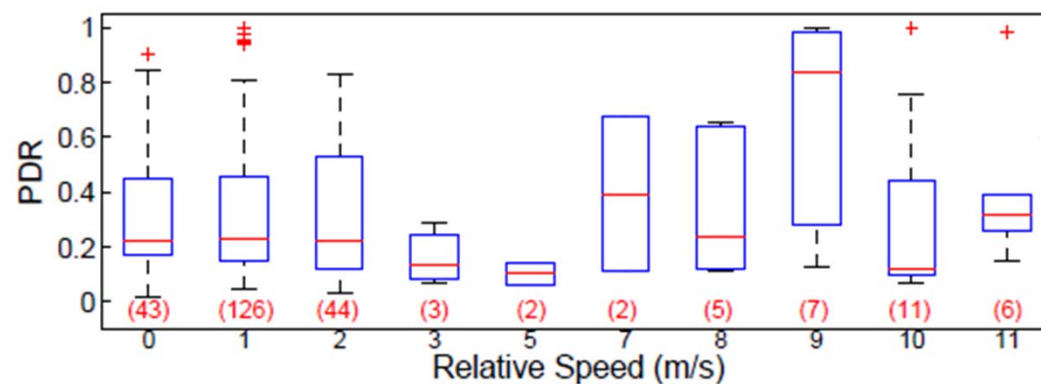 1
0.8
0.6
0.4
0.2
0
PDR
(43) (126) (44) (3) (2) (2) (5) (7) (11) (6)
0 1 2 3 5 7 8 9 10 11
Relative Speed (m/s)